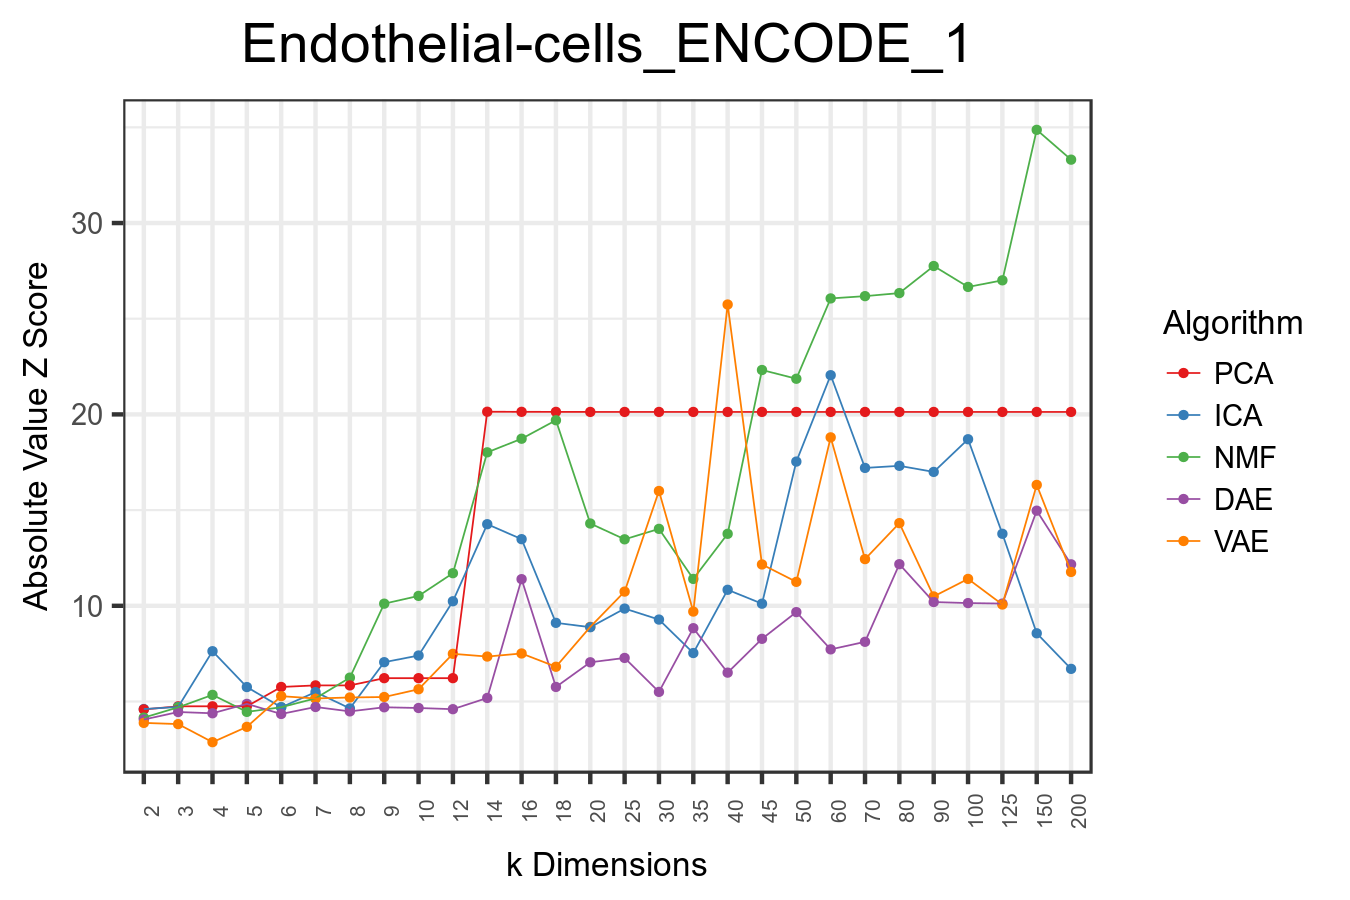 Endothelial-cells_ENCODE_1
Absolute Value Z Score
30
20
10
2 3 4 5 6 7 8 9 10 12 14 16 18 20 25 30 35 40 45 50 60 70 80 90 100 125 150 200
k Dimensions
Algorithm
PCA
ICA
NMF
DAE
VAE